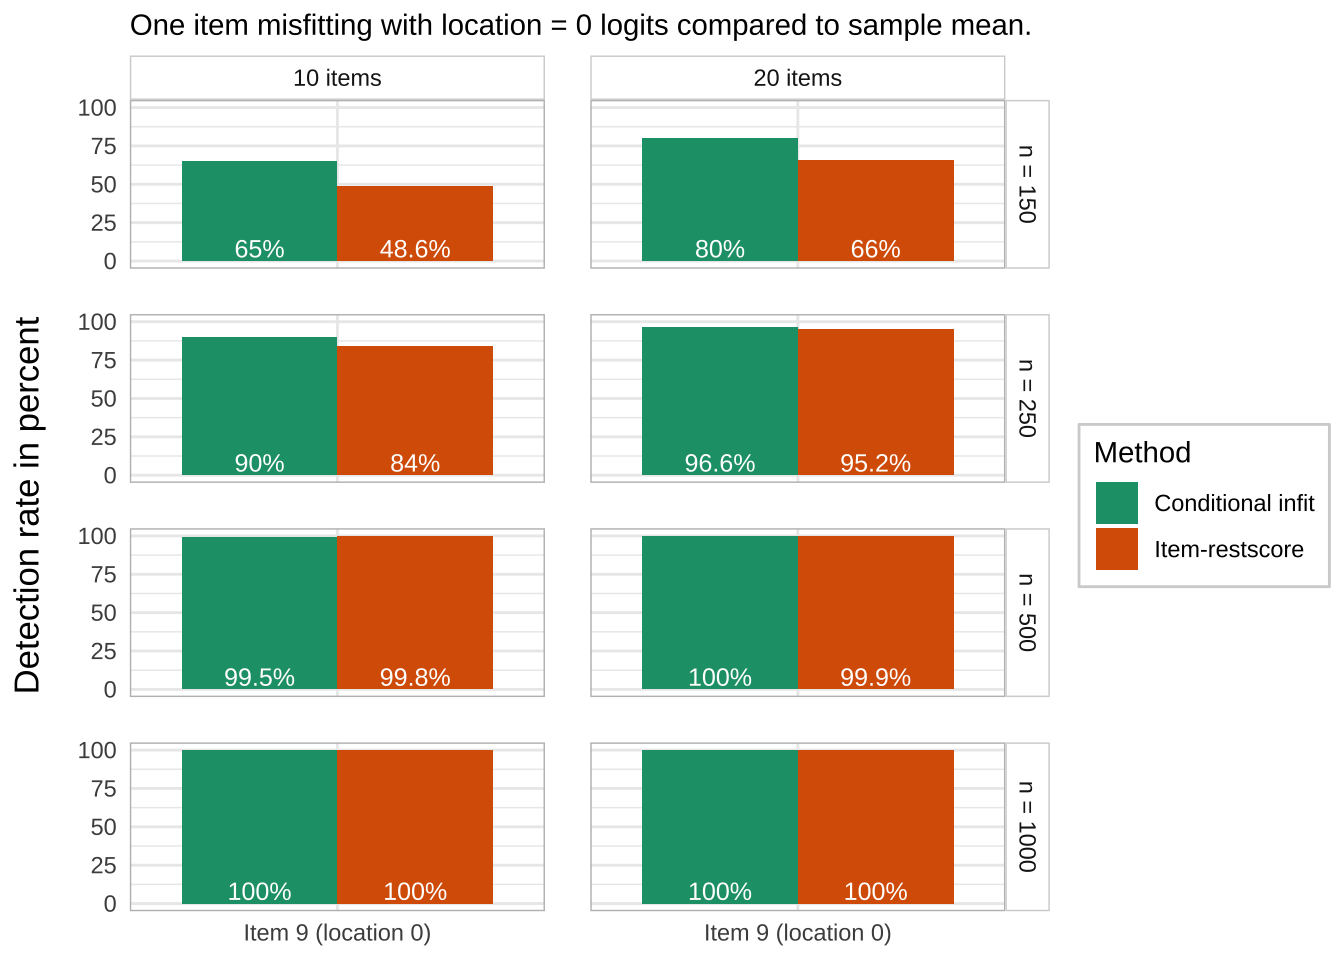 One item misfitting with location = 0 logits compared to sample mean.
10 items
20 items
100
75
50
25
0
65%
48.6%
80%
66%
n = 150
100
75
50
25
0
90%
84%
96.6%
95.2%
n = 250
100
75
50
25
0
99.5%
99.8%
100%
99.9%
n = 500
100
75
50
25
0
100%
100%
100%
100%
n = 1000
Item 9 (location 0)
Item 9 (location 0)
Detection rate in percent
Method
Conditional infit
Item-restscore